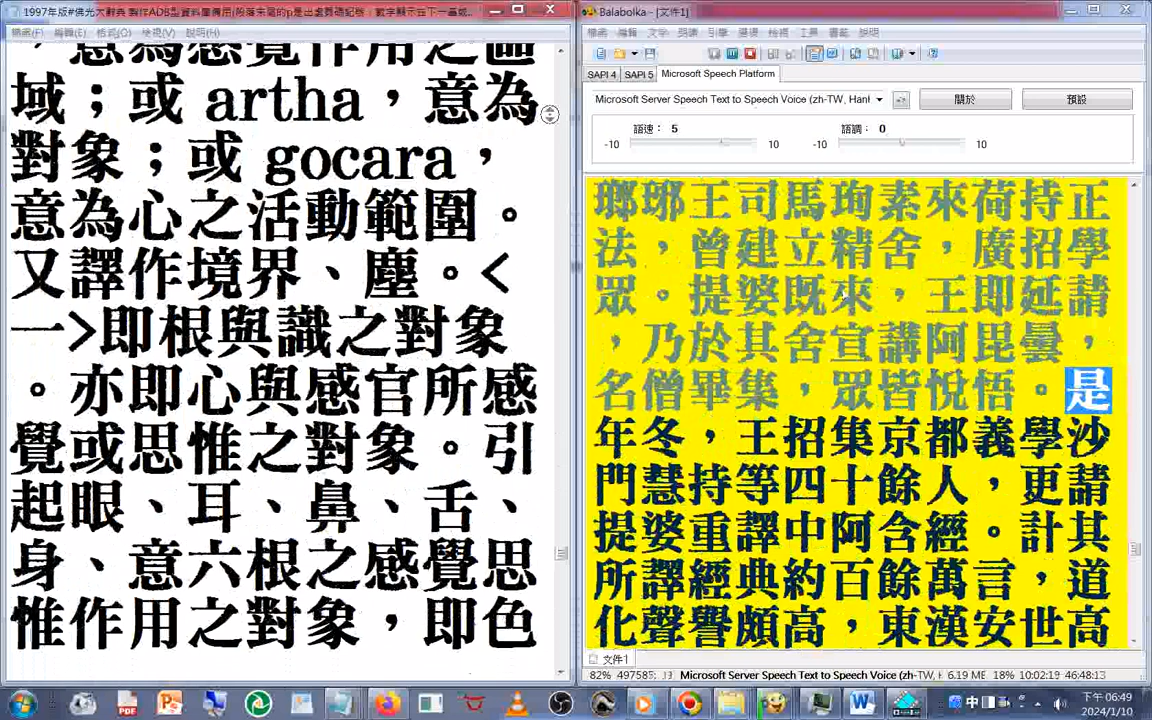 1997年版#佛光大辭典
檔案(F) 編輯(E) 格式(O) 檢視(V) 說明(H)
，意為感覺作用之區
域；或 artha，意為
對象；或 gocara，
意為心之活動範圍。
又譯作境界、塵。<
一>即根與識之對象
。亦即心與感官所感
覺或思惟之對象。引
起眼、耳、鼻、舌、
身、意六根之感覺思
惟作用之對象，即色
Balabolka - [文件1]
SAPI 4 SAPI 5 Microsoft Speech Platform
Microsoft Server Speech Text to Speech Voice (zh-TW, HanH
關於 預設
語速： 5 語調： 0
-10 10 -10 10
瑯琊王司馬珣素來荷持正
法，曾建立精舍，廣招學
眾。提婆既來，王即延請
，乃於其舍宣講阿毘曇，
名僧畢集，眾皆悅悟。是
年冬，王招集京都義學沙
門慧持等四十餘人，更請
提婆重譯中阿含經。計其
所譯經典約百餘萬言，道
化聲譽頗高，東漢安世高
文件1
82% 497585: Microsoft Server Speech Text to Speech Voice (zh-TW, H 6.19 ME 18% 10:02:19 46:48:13
中
下午 06:49
2024/1/10